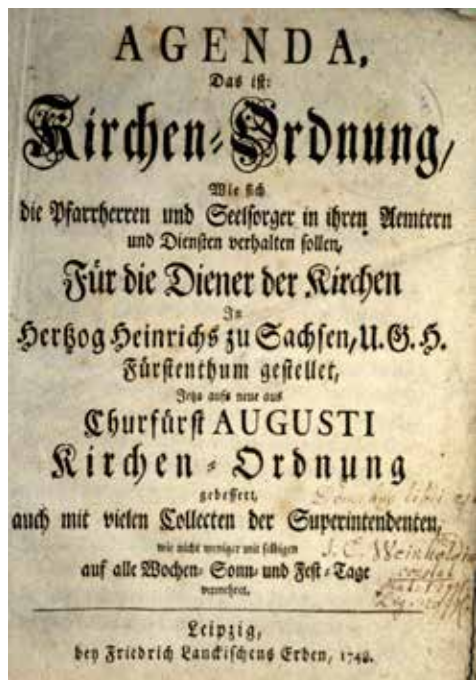 AGENDA,
Das ist:
Kirchen-Ordnung,
Wie sich
die Pfarrherren und Seelsorger in ihren Aemtern
und Diensten verhalten sollen,
Für die Diener der Kirchen
In
Hertzog Heinrichs zu Sachsen, U. G. H.
Fürstenthum gestellet,
Jetzo aufs neue aus
Churfürst AUGUSTI
Kirchen-Ordnung
gebessert,
auch mit vielen Collecten der Superintendenten,
wie nicht weniger mit selbigen
auf alle Wochen- Sonn- und Fest-Tage
vermehret.
J. C. Weinhold
Leipzig,
bey Friedrich Lanckischens Erben, 1748.